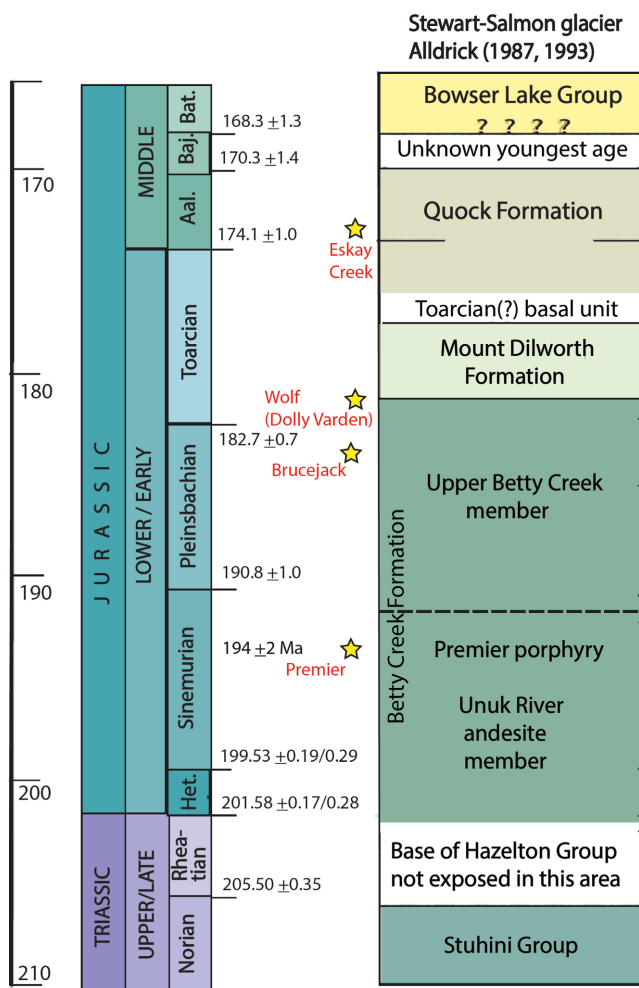 Stewart-Salmon glacier
Alldrick (1987, 1993)
170
180
190
200
210
JURASSIC
TRIASSIC
MIDDLE
LOWER / EARLY
UPPER/LATE
Bat.
Baj.
Aal.
Toarcian
Pleinsbachian
Sinemurian
Het.
Rhea-
tian
Norian
168.3 ±1.3
170.3 ±1.4
174.1 ±1.0
182.7 ±0.7
190.8 ±1.0
194 ±2 Ma
199.53 ±0.19/0.29
201.58 ±0.17/0.28
205.50 ±0.35
Eskay
Creek
Wolf
(Dolly Varden)
Brucejack
Premier
Bowser Lake Group
? ? ? ?
Unknown youngest age
Quock Formation
Toarcian(?) basal unit
Mount Dilworth
Formation
Betty Creek Formation
Upper Betty Creek
member
Premier porphyry
Unuk River
andesite
member
Base of Hazelton Group
not exposed in this area
Stuhini Group